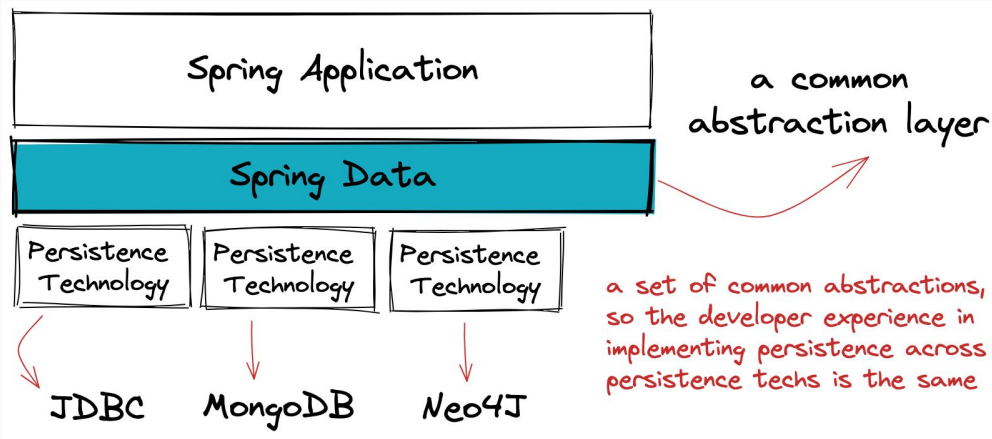 Spring Application
a common
abstraction layer
Spring Data
Persistence
Technology
Persistence
Technology
Persistence
Technology
a set of common abstractions,
so the developer experience in
implementing persistence across
persistence techs is the same
JDBC
MongoDB
Neo4J